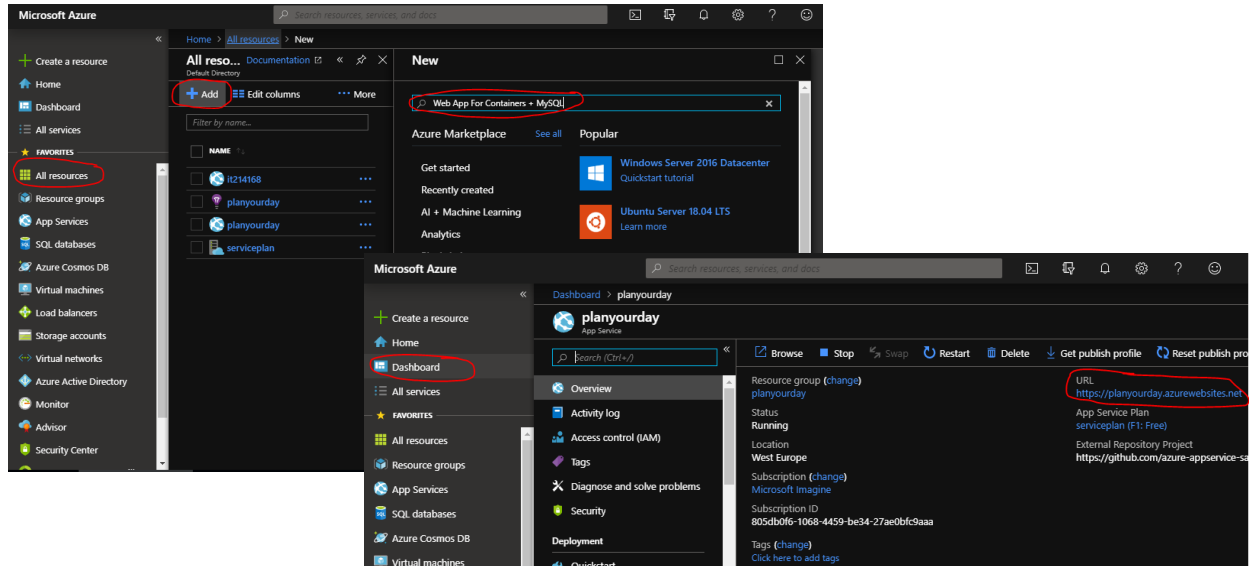 Microsoft Azure
Search resources, services, and docs
Home > All resources > New
Create a resource
Home
Dashboard
All services
FAVORITES
All resources
Resource groups
App Services
SQL databases
Azure Cosmos DB
Virtual machines
Load balancers
Storage accounts
Virtual networks
Azure Active Directory
Monitor
Advisor
Security Center
All reso... Documentation
Default Directory
Add Edit columns More
Filter by name...
NAME
it214168
planyourday
planyourday
serviceplan
New
Web App For Containers + MySQL
Azure Marketplace See all Popular
Get started
Recently created
AI + Machine Learning
Analytics
Windows Server 2016 Datacenter
Quickstart tutorial
Ubuntu Server 18.04 LTS
Learn more
Microsoft Azure
Search resources, services, and docs
Dashboard > planyourday
Create a resource
Home
Dashboard
All services
FAVORITES
All resources
Resource groups
App Services
SQL databases
Azure Cosmos DB
Virtual machines
planyourday
App Service
Search (Ctrl+/)
Overview
Activity log
Access control (IAM)
Tags
Diagnose and solve problems
Security
Deployment
Quickstart
Browse Stop Swap Restart Delete Get publish profile Reset publish pro
Resource group (change)
planyourday
Status
Running
Location
West Europe
Subscription (change)
Microsoft Imagine
Subscription ID
805db0f6-1068-4459-be34-27ae0bfc9aaa
Tags (change)
Click here to add tags
URL
https://planyourday.azurewebsites.net
App Service Plan
serviceplan (F1: Free)
External Repository Project
https://github.com/azure-appservice-sa